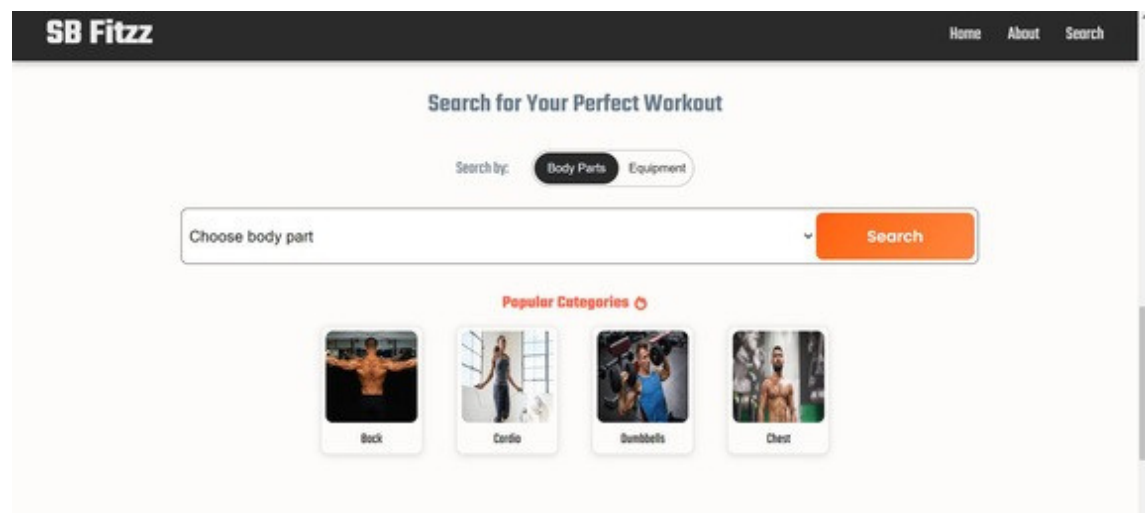 SB Fitzz
Home About Search
Search for Your Perfect Workout
Search by: Body Parts Equipment
Choose body part Search
Popular Categories
Back Cardio Dumbbells Chest